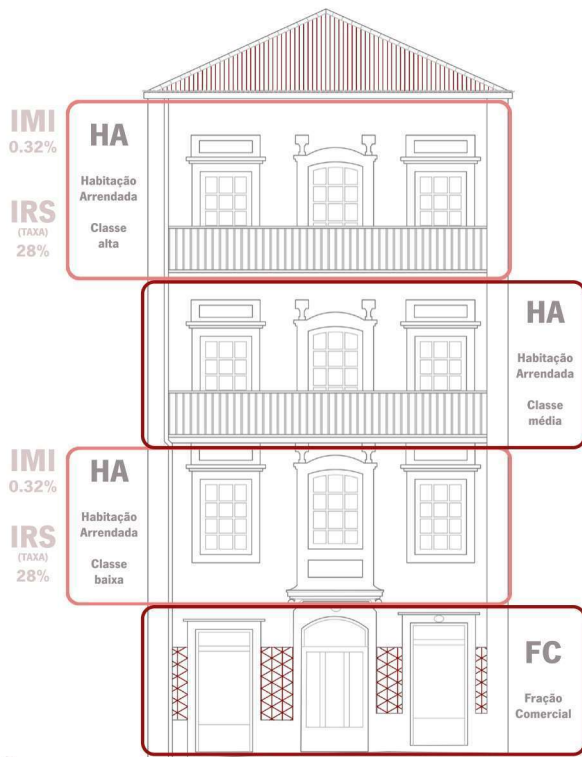 IMI
0.32%
IRS
(TAXA)
28%
HA
Habitação
Arrendada
Classe
alta
HA
Habitação
Arrendada
Classe
média
IMI
0.32%
IRS
(TAXA)
28%
HA
Habitação
Arrendada
Classe
baixa
FC
Fração
Comercial